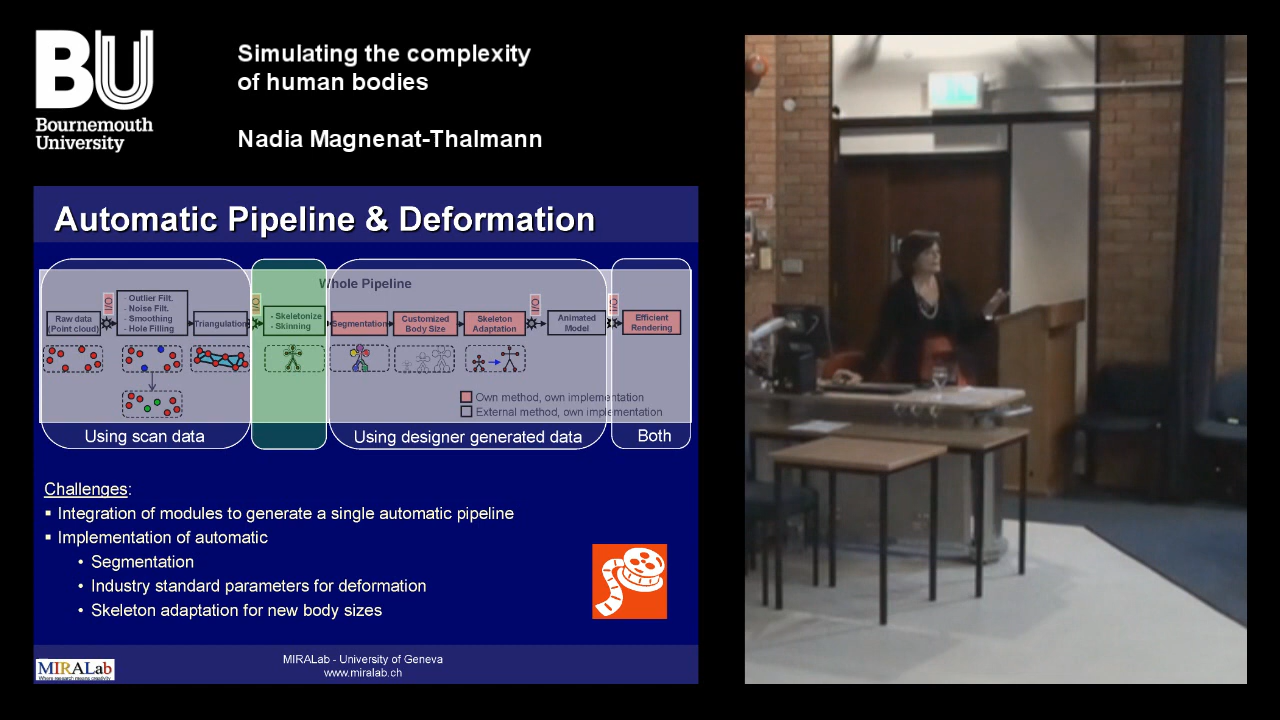 BU
Bournemouth
University
Simulating the complexity
of human bodies
Nadia Magnenat-Thalmann
Automatic Pipeline & Deformation
Whole Pipeline
Raw data
(Point cloud)
I/O
- Outlier Filt.
- Noise Filt.
- Smoothing
- Hole Filling
Triangulation
I/O
- Skeletonize
- Skinning
Segmentation
Customized
Body Size
Skeleton
Adaptation
I/O
Animated
Model
I/O
Efficient
Rendering
Own method, own implementation
External method, own implementation
Using scan data
Using designer generated data
Both
Challenges:
▪ Integration of modules to generate a single automatic pipeline
▪ Implementation of automatic
• Segmentation
• Industry standard parameters for deformation
• Skeleton adaptation for new body sizes
MIRALab
MIRALab - University of Geneva
www.miralab.ch